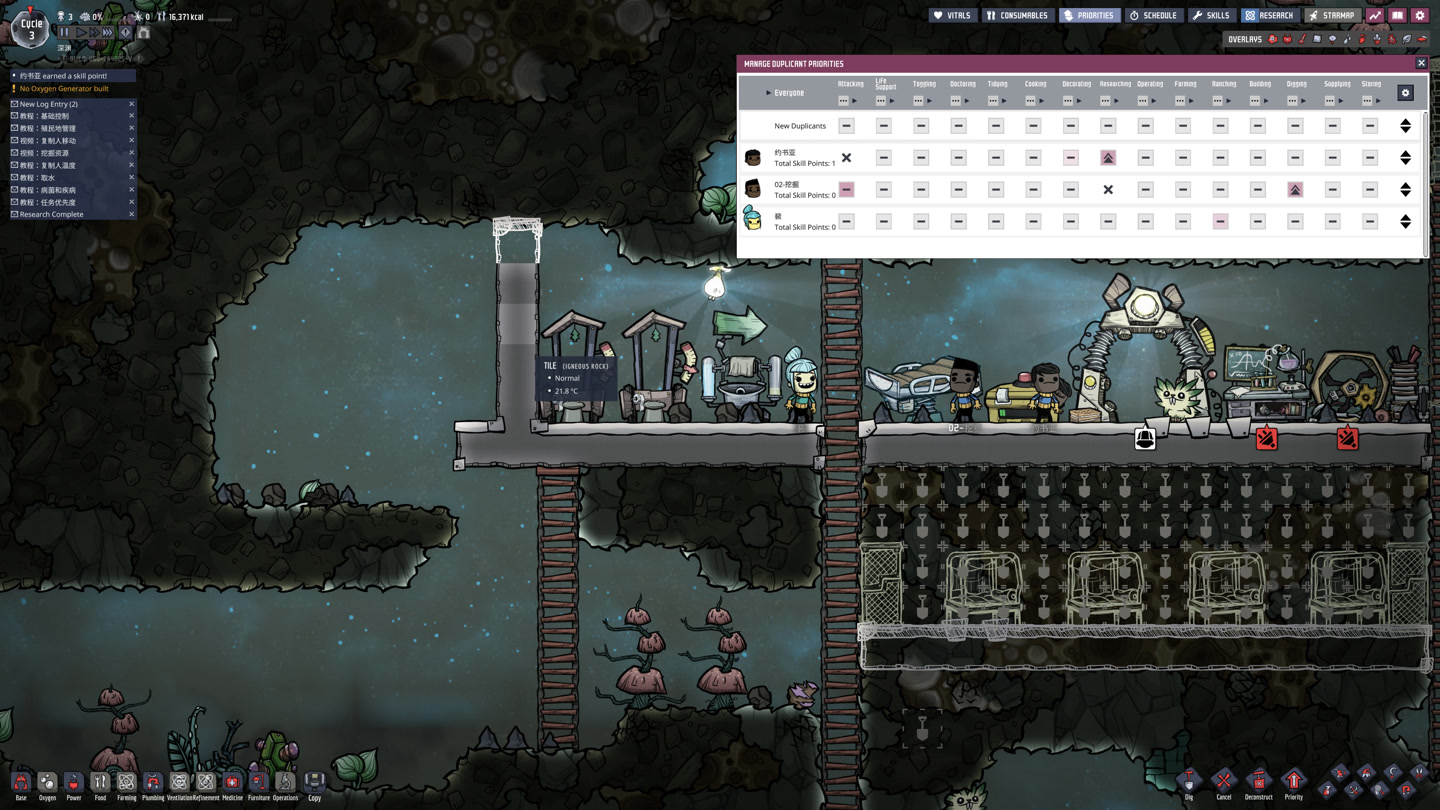 Cycle
3
3
0%
0
16,371kcal
深渊
VITALS
CONSUMABLES
PRIORITIES
SCHEDULE
SKILLS
RESEARCH
STARMAP
OVERLAYS
约书亚 earned a skill point!
No Oxygen Generator built
New Log Entry (2)
教程：基础控制
教程：殖民地管理
视频：复制人移动
视频：挖掘资源
教程：复制人温度
教程：取水
教程：病菌和疾病
教程：任务优先度
Research Complete
MANAGE DUPLICANT PRIORITIES
Everyone
Attacking
Life Support
Toggling
Doctoring
Tidying
Cooking
Decorating
Researching
Operating
Farming
Ranching
Building
Digging
Supplying
Storing
New Duplicants
约书亚
Total Skill Points: 1
02-挖掘
Total Skill Points: 0
Total Skill Points: 0
TILE (IGNEOUS ROCK)
Normal
21.8 °C
Base
Oxygen
Power
Food
Farming
Plumbing
Ventilation
Refinement
Medicine
Furniture
Operations
Copy
Dig
Cancel
Deconstruct
Priority